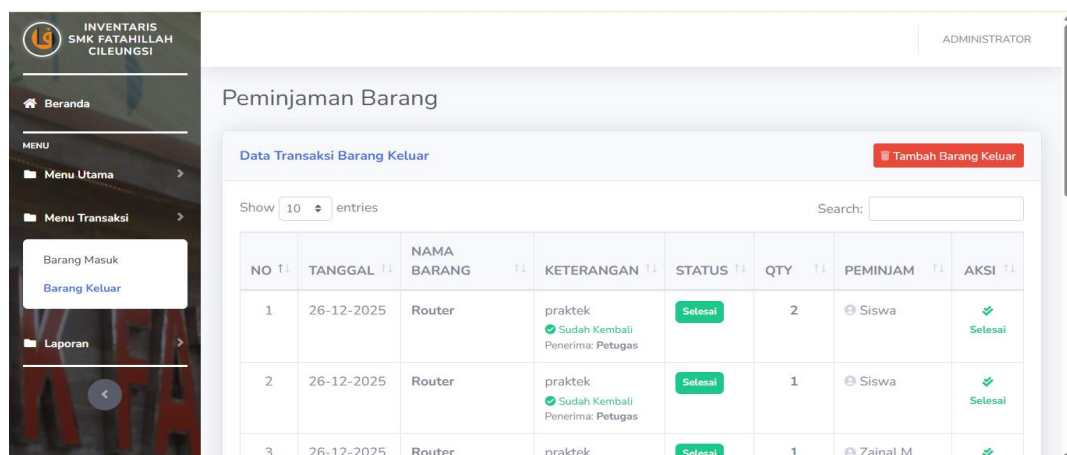 INVENTARIS
SMK FATAHILLAH
CILEUNGSI
ADMINISTRATOR
Beranda
MENU
Menu Utama
Menu Transaksi
Barang Masuk
Barang Keluar
Laporan
Peminjaman Barang
Data Transaksi Barang Keluar
Tambah Barang Keluar
Show 10 entries
Search:
NO TANGGAL NAMA BARANG KETERANGAN STATUS QTY PEMINJAM AKSI
1 26-12-2025 Router praktek Selesai 2 Siswa
Sudah Kembali Selesai
Penerima: Petugas
2 26-12-2025 Router praktek Selesai 1 Siswa
Sudah Kembali Selesai
Penerima: Petugas
3 26-12-2025 Router praktek Selesai 1 Zainal M